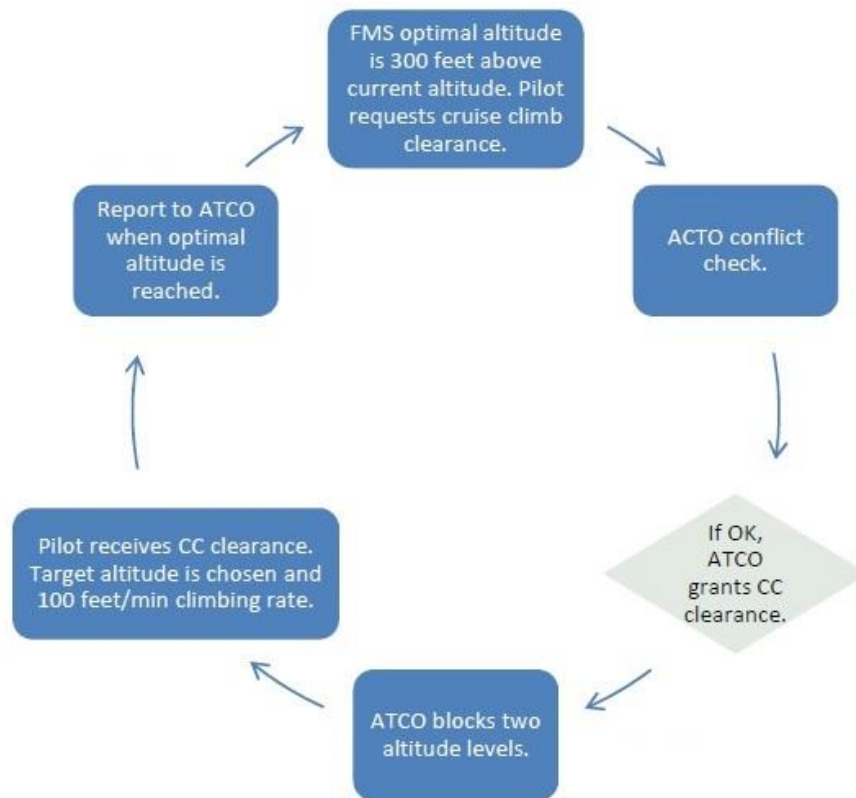 FMS optimal altitude
is 300 feet above
current altitude. Pilot
requests cruise climb
clearance.
ACTO conflict
check.
If OK,
ATCO
grants CC
clearance.
ATCO blocks two
altitude levels.
Pilot receives CC clearance.
Target altitude is chosen and
100 feet/min climbing rate.
Report to ATCO
when optimal
altitude is
reached.